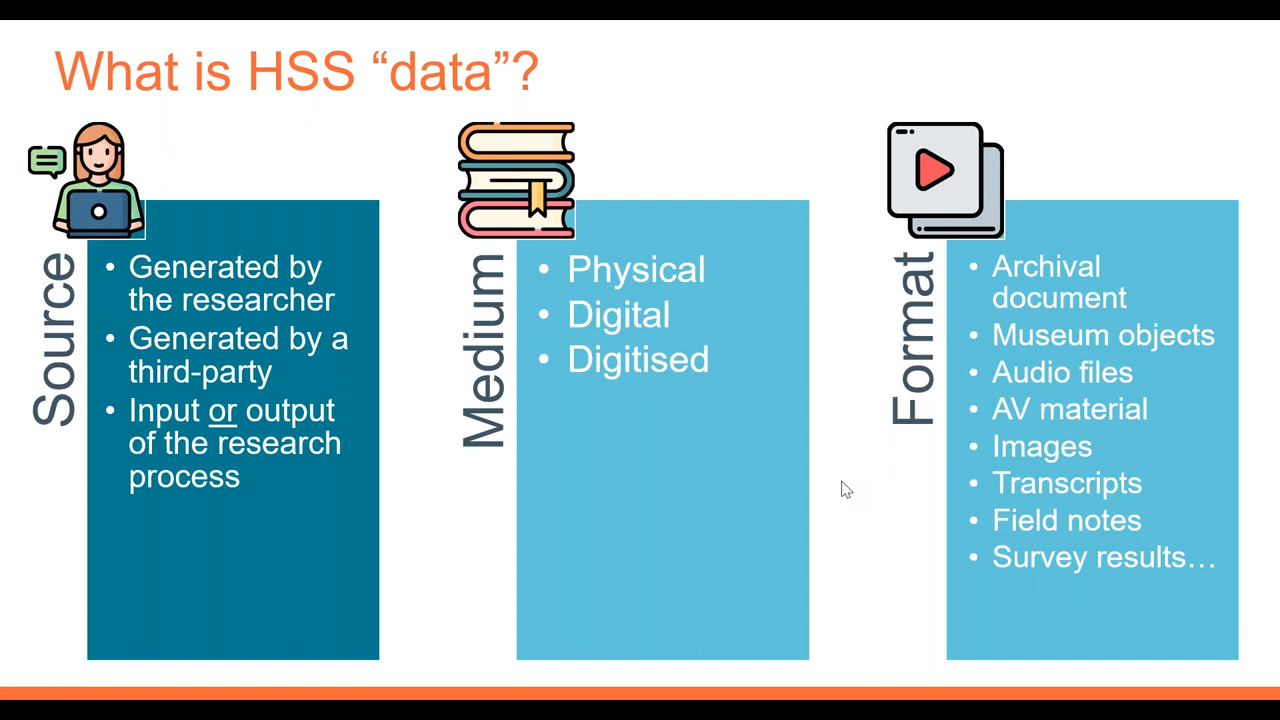 What is HSS “data”?
Source
• Generated by
the researcher
• Generated by a
third-party
• Input or output
of the research
process
Medium
• Physical
• Digital
• Digitised
Format
• Archival
document
• Museum objects
• Audio files
• AV material
• Images
• Transcripts
• Field notes
• Survey results…